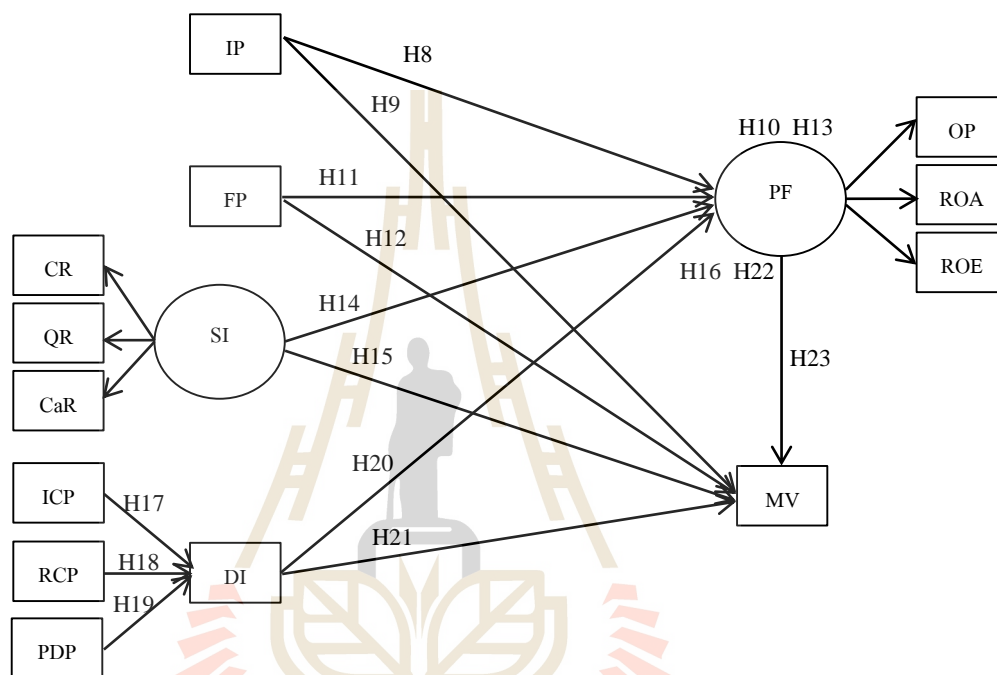 IP
H8
H9
OP
H10 H13
H11
FP
PF
ROA
H12
CR
ROE
H16 H22
H14
QR
SI
H15
H23
CaR
H20
ICP
MV
H17
H21
RCP
H18
DI
H19
PDP